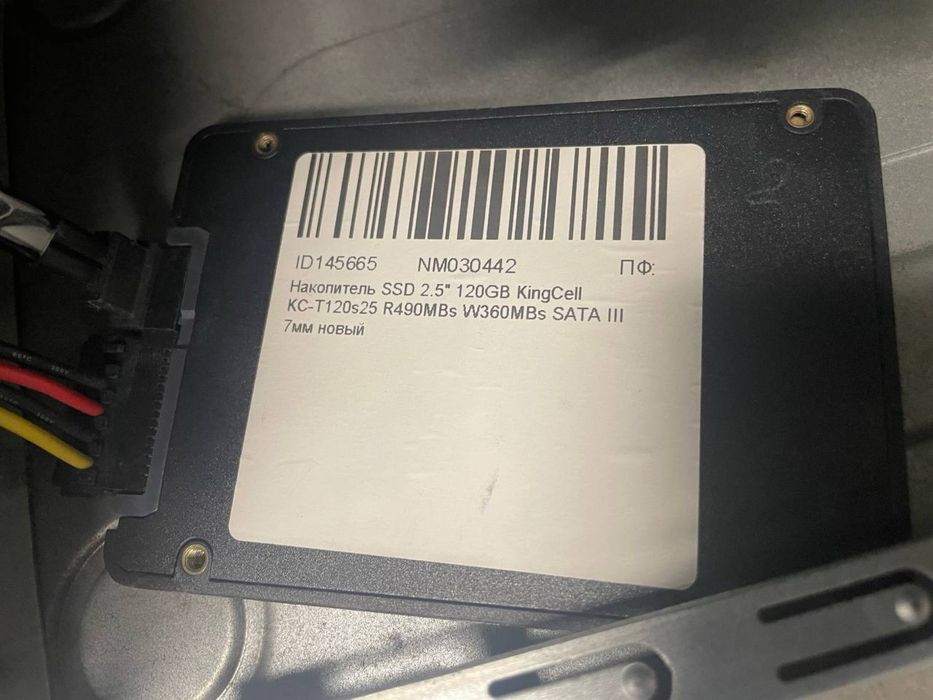 ID145665 NM030442 ПФ:
Накопитель SSD 2.5" 120GB KingCell
KC-T120s25 R490MBs W360MBs SATA III
7мм новый